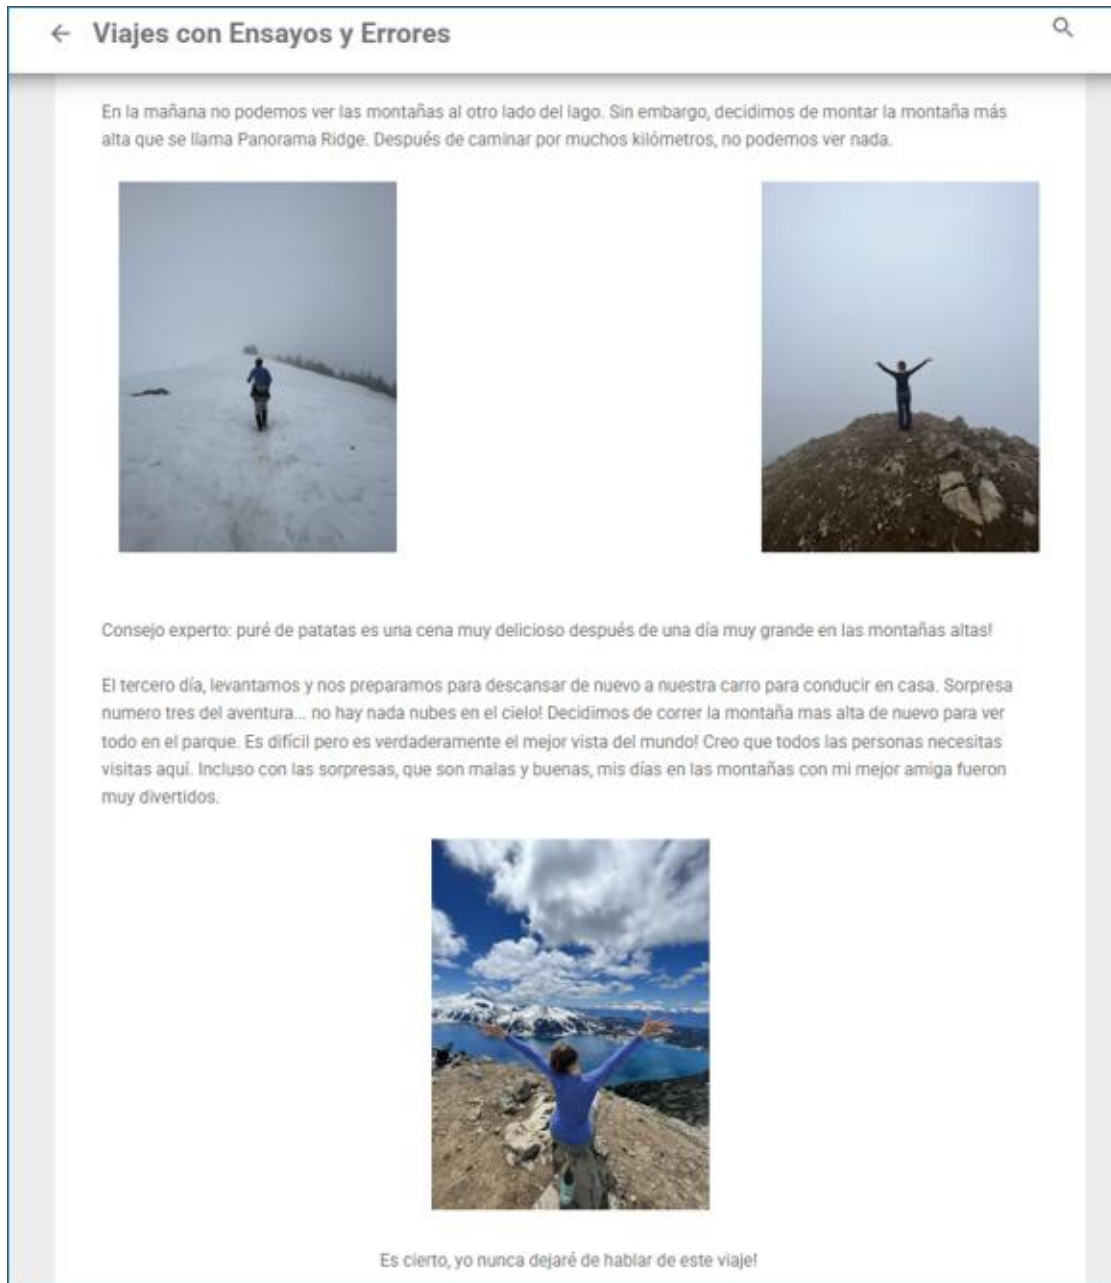 Viajes con Ensayos y Errores
En la mañana no podemos ver las montañas al otro lado del lago. Sin embargo, decidimos de montar la montaña más
alta que se llama Panorama Ridge. Después de caminar por muchos kilómetros, no podemos ver nada.
Consejo experto: puré de patatas es una cena muy delicioso después de una día muy grande en las montañas altas!
El tercero día, levantamos y nos preparamos para descansar de nuevo a nuestra carro para conducir en casa. Sorpresa
numero tres del aventura... no hay nada nubes en el cielo! Decidimos de correr la montaña mas alta de nuevo para ver
todo en el parque. Es difícil pero es verdaderamente el mejor vista del mundo! Creo que todos las personas necesitas
visitas aquí. Incluso con las sorpresas, que son malas y buenas, mis días en las montañas con mi mejor amiga fueron
muy divertidos.
Es cierto, yo nunca dejaré de hablar de este viaje!